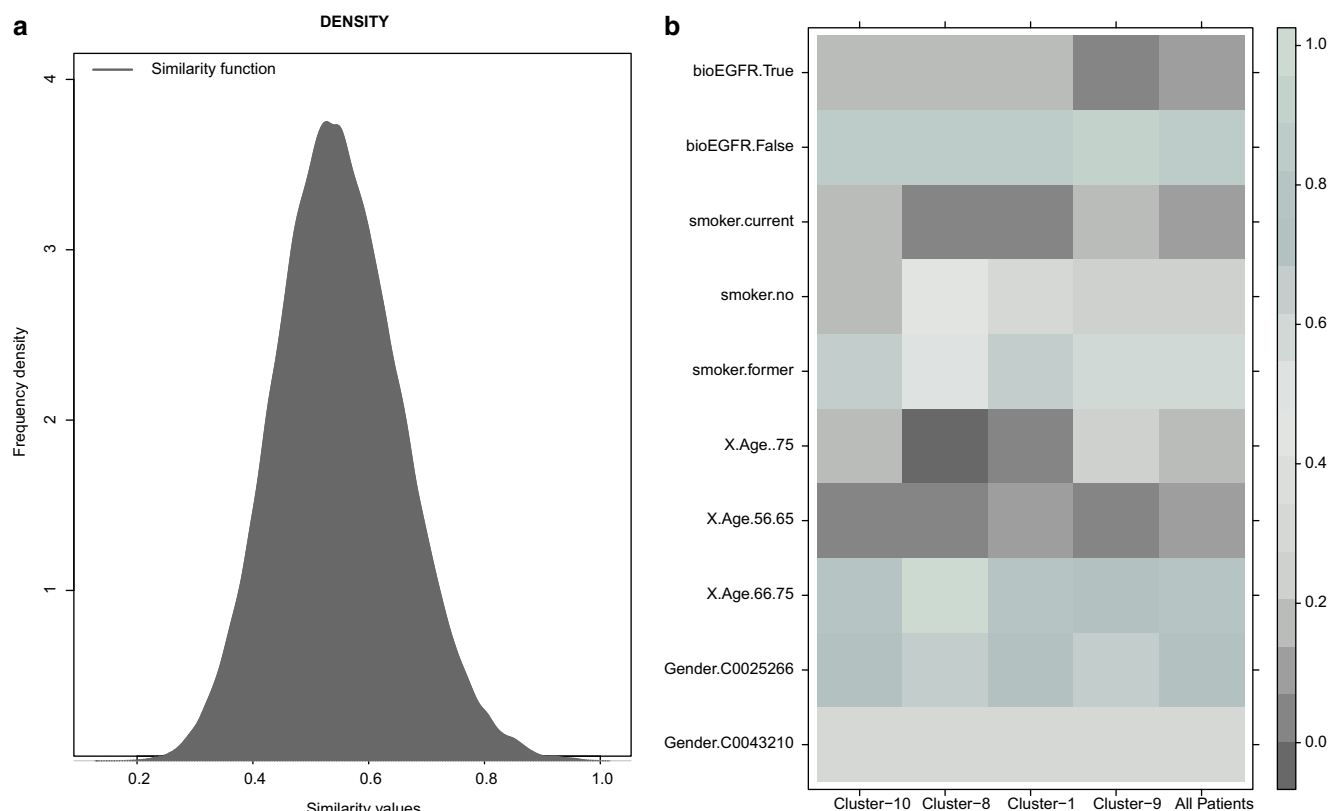 a
DENSITY
Similarity function
4
3
2
1
Frequency density
0.2 0.4 0.6 0.8 1.0
Similarity values
b
bioEGFR.True
bioEGFR.False
smoker.current
smoker.no
smoker.former
X.Age..75
X.Age.56.65
X.Age.66.75
Gender.C0025266
Gender.C0043210
Cluster−10 Cluster−8 Cluster−1 Cluster−9 All Patients
1.0
0.8
0.6
0.4
0.2
0.0